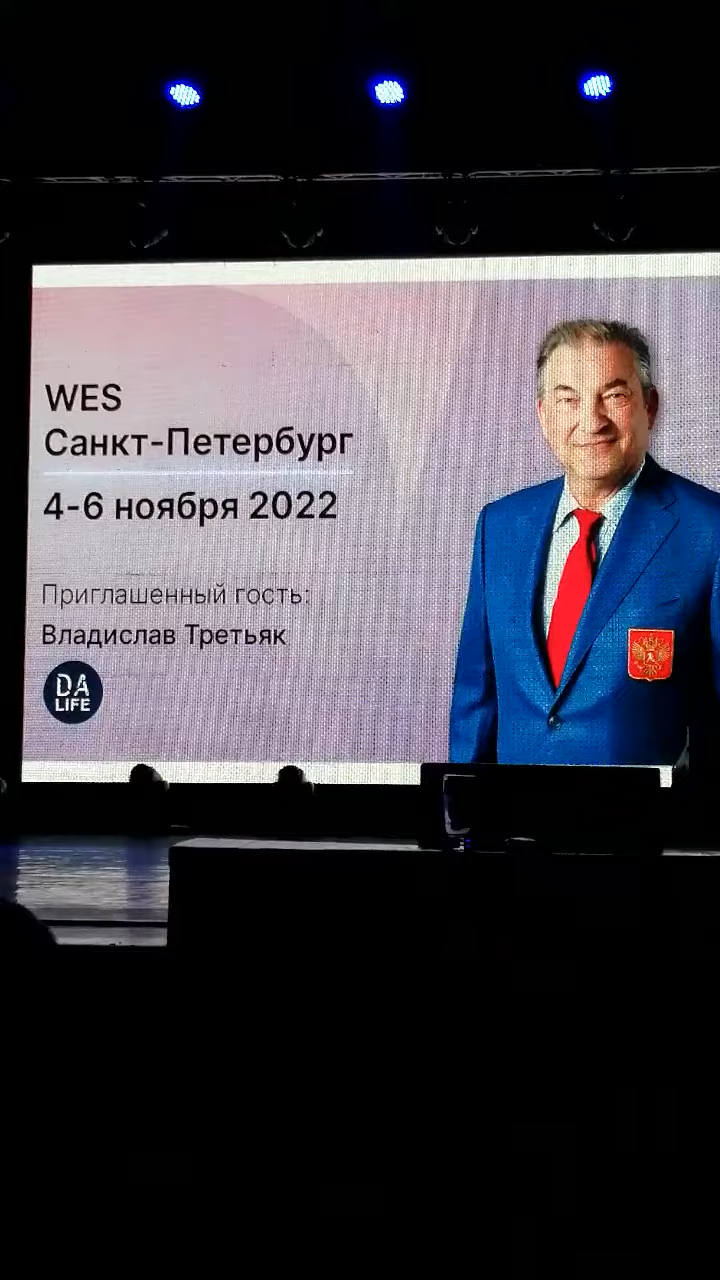 WES
Санкт-Петербург
4-6 ноября 2022
Приглашенный гость:
Владислав Третьяк
DA
LIFE